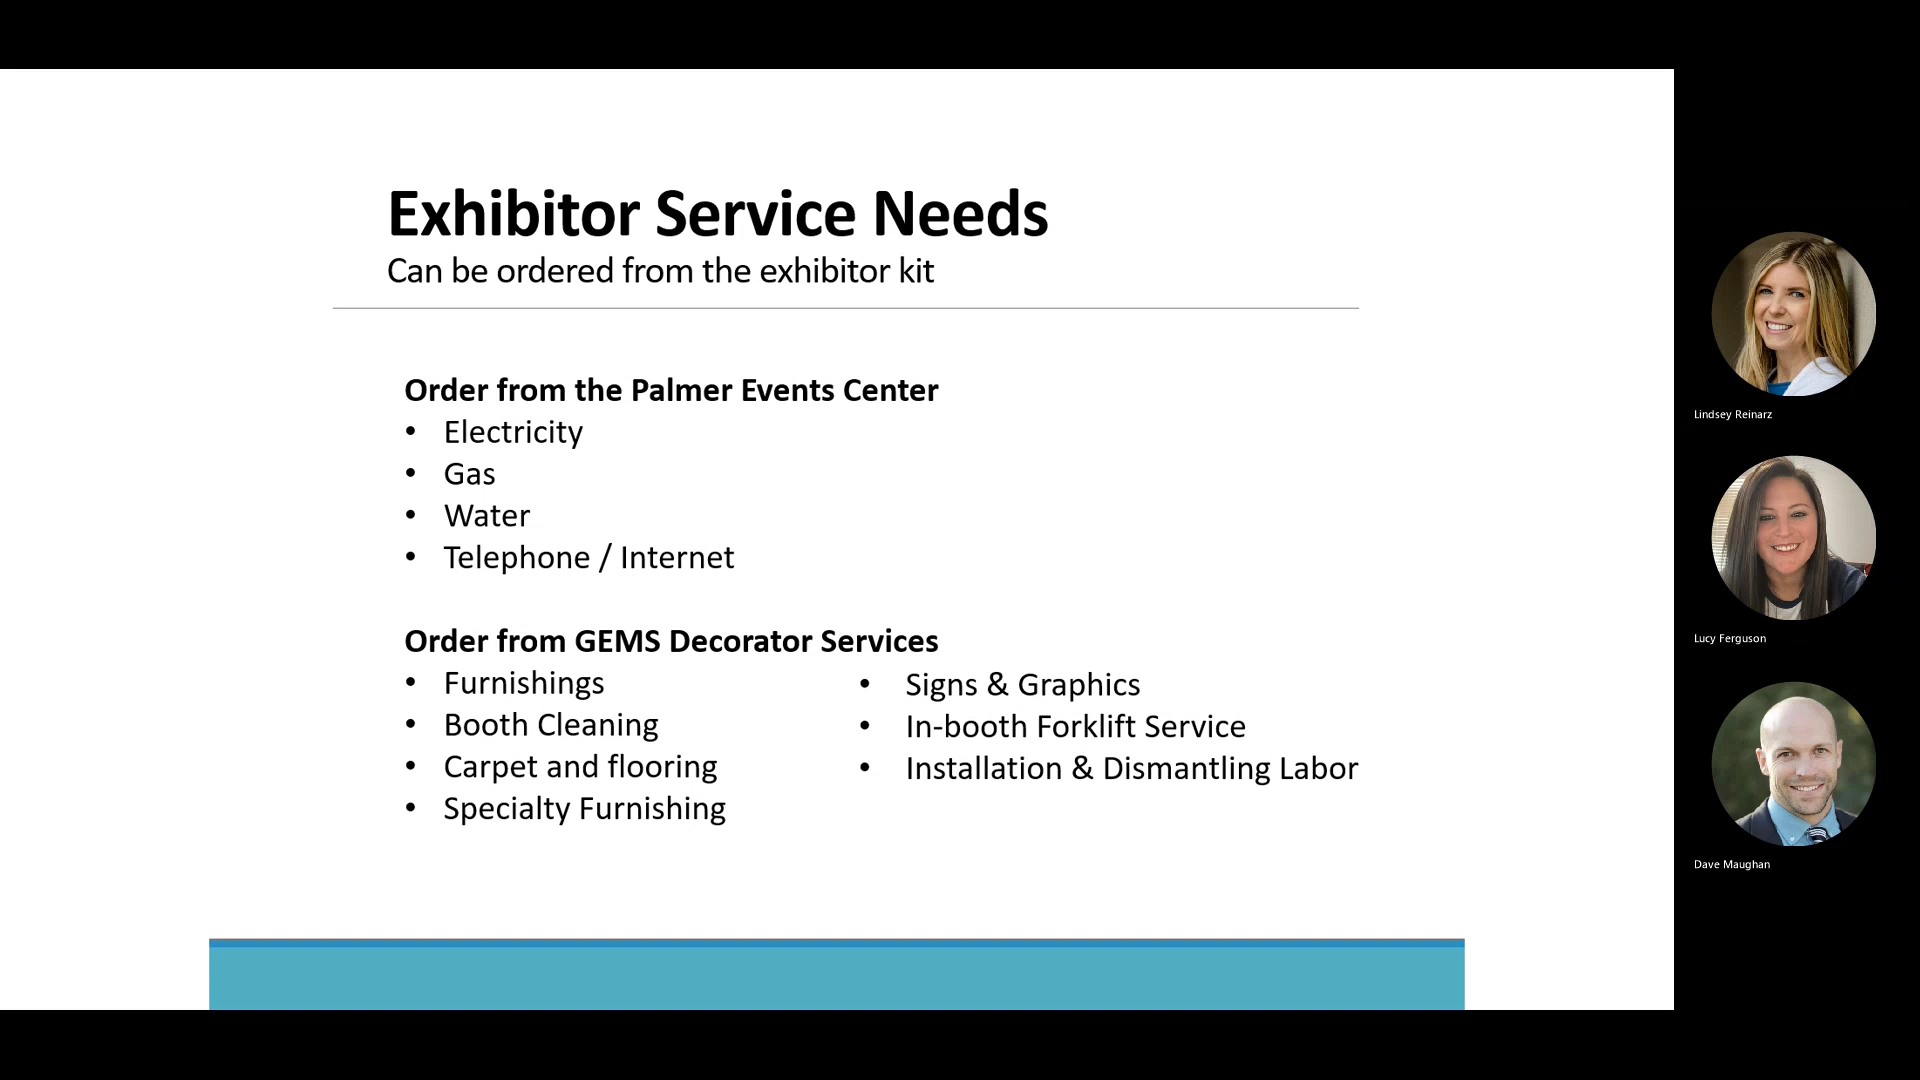 Exhibitor Service Needs
Can be ordered from the exhibitor kit
Order from the Palmer Events Center
• Electricity
• Gas
• Water
• Telephone / Internet
Order from GEMS Decorator Services
• Furnishings
• Booth Cleaning
• Carpet and flooring
• Specialty Furnishing
• Signs & Graphics
• In-booth Forklift Service
• Installation & Dismantling Labor
Lindsey Reinarz
Lucy Ferguson
Dave Maughan